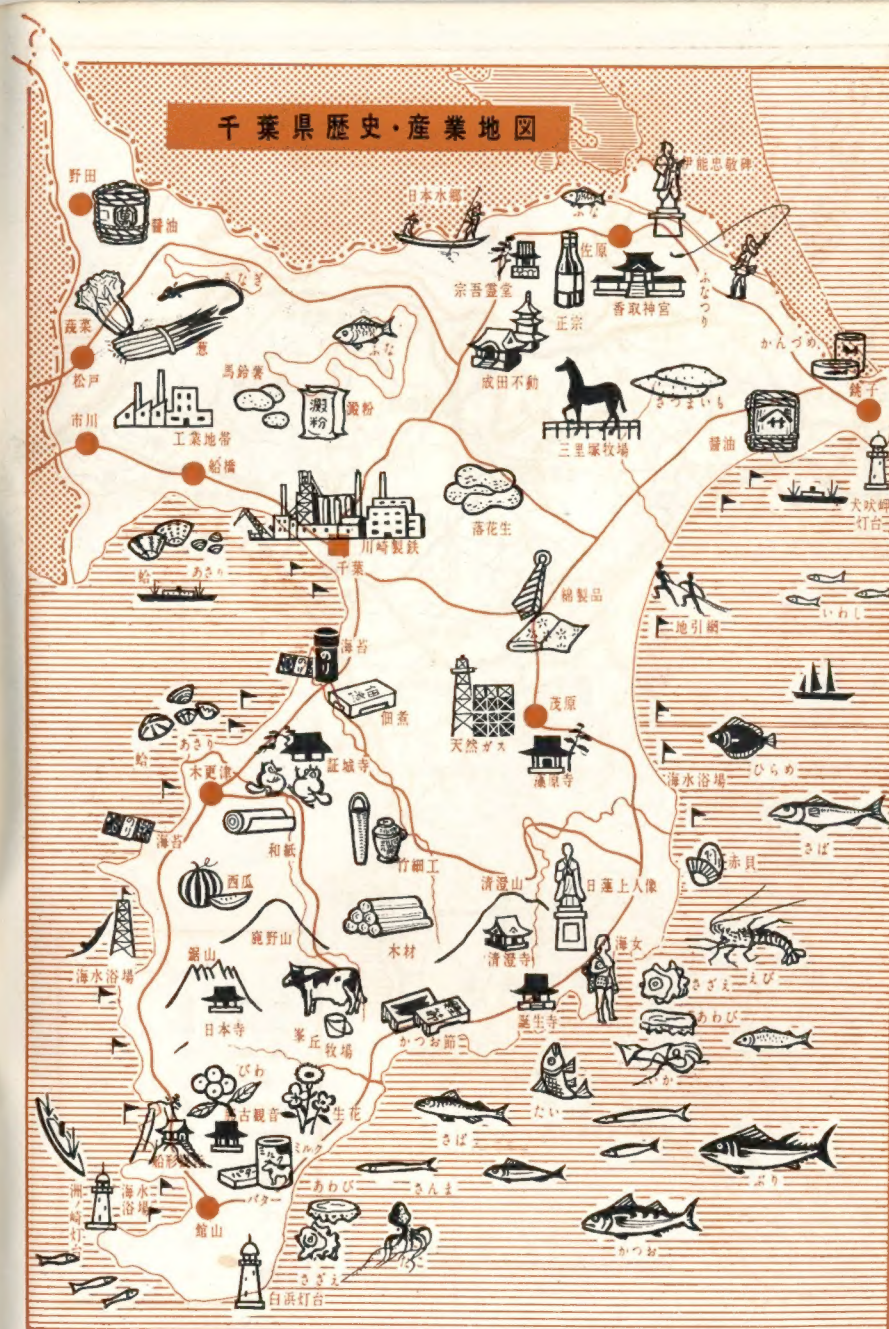 千葉県歴史・産業地図
野田
醤油
日本水郷
ふな
伊能忠敬碑
佐原
宗吾霊堂
正宗
香取神宮
ふなつり
うなぎ
蔬菜
葱
松戸
ふな
成田不動
かんづめ
銚子
馬鈴薯
澱粉
澱粉
市川
工業地帯
さつまいも
三里塚牧場
醤油
船橋
犬吠岬
灯台
落花生
川崎製鉄
千葉
蛤
あさり
綿製品
地引網
いわし
海苔
のり
佃煮
茂原
天然ガス
あさり
蛤
証城寺
藻原寺
ひらめ
海水浴場
木更津
さば
のり
海苔
和紙
竹細工
赤貝
西瓜
清澄山
日蓮上人像
鹿野山
木材
清澄寺
海女
えび
海水浴場
鋸山
さざえ
日本寺
峯丘牧場
かつお節
誕生寺
あわび
いか
びわ
たい
生花
さば
ミルク
バター
あわび
さんま
ぶり
洲ノ崎灯台
海水
浴場
館山
かつお
さざえ
白浜灯台